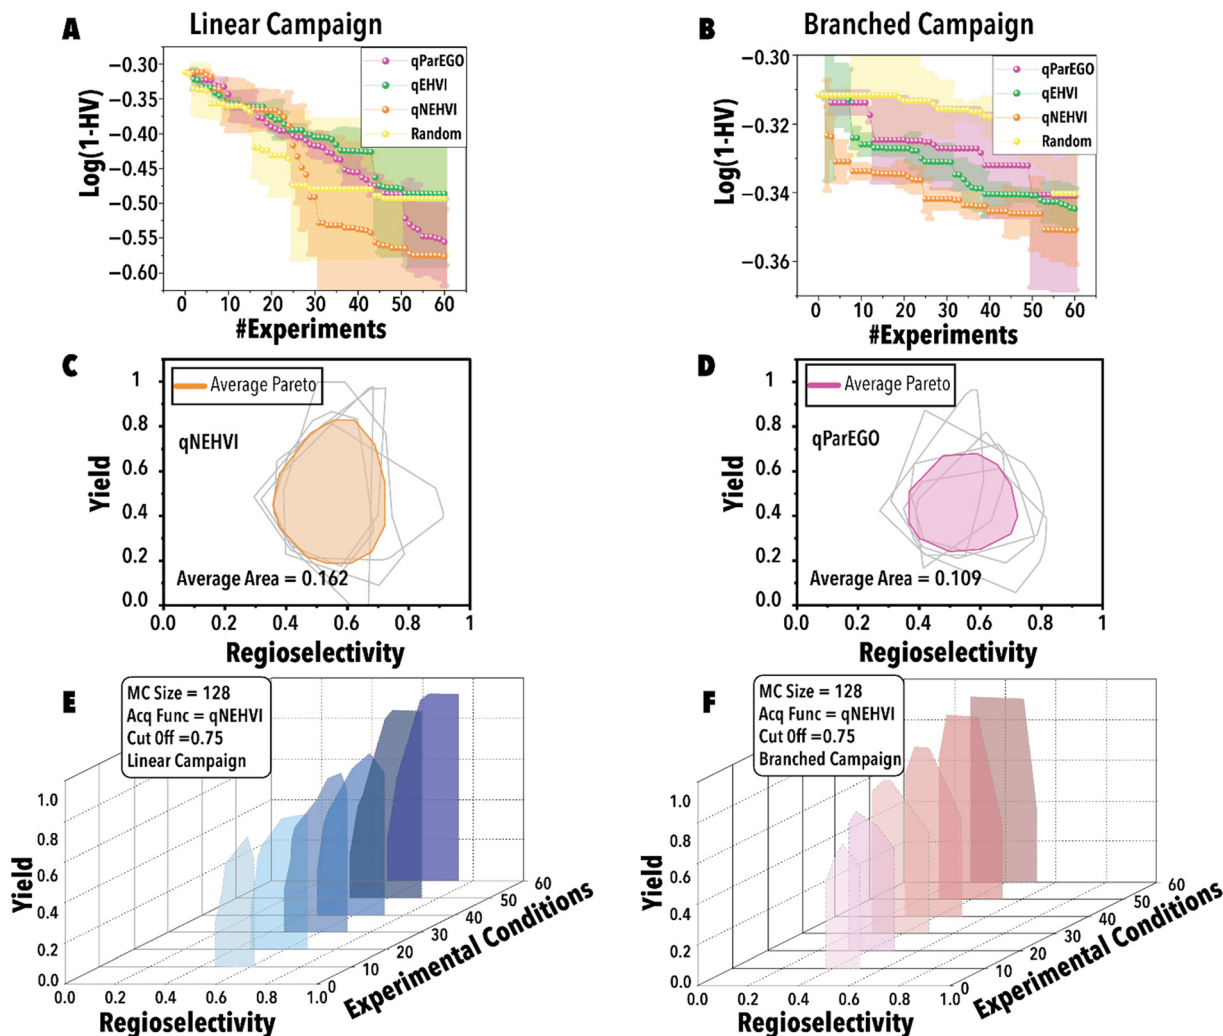 A
Linear Campaign
qParEGO
qEHVI
qNEHVI
Random
Log(1-HV)
−0.30
−0.35
−0.40
−0.45
−0.50
−0.55
−0.60
0 10 20 30 40 50 60
#Experiments
B
Branched Campaign
qParEGO
qEHVI
qNEHVI
Random
Log(1-HV)
−0.30
−0.32
−0.34
−0.36
0 10 20 30 40 50 60
#Experiments
C
Average Pareto
qNEHVI
Average Area = 0.162
Yield
1
0.8
0.6
0.4
0.2
0.0
0.0 0.2 0.4 0.6 0.8 1
Regioselectivity
D
Average Pareto
qParEGO
Average Area = 0.109
Yield
1
0.8
0.6
0.4
0.2
0.0
0.0 0.2 0.4 0.6 0.8 1
Regioselectivity
E
MC Size = 128
Acq Func = qNEHVI
Cut Off =0.75
Linear Campaign
Yield
1.0
0.8
0.6
0.4
0.2
0.0
0.0 0.2 0.4 0.6 0.8 1.0
Regioselectivity
0 10 20 30 40 50 60
Experimental Conditions
F
MC Size = 128
Acq Func = qNEHVI
Cut Off =0.75
Branched Campaign
Yield
1.0
0.8
0.6
0.4
0.2
0.0
0.0 0.2 0.4 0.6 0.8 1.0
Regioselectivity
0 10 20 30 40 50 60
Experimental Conditions